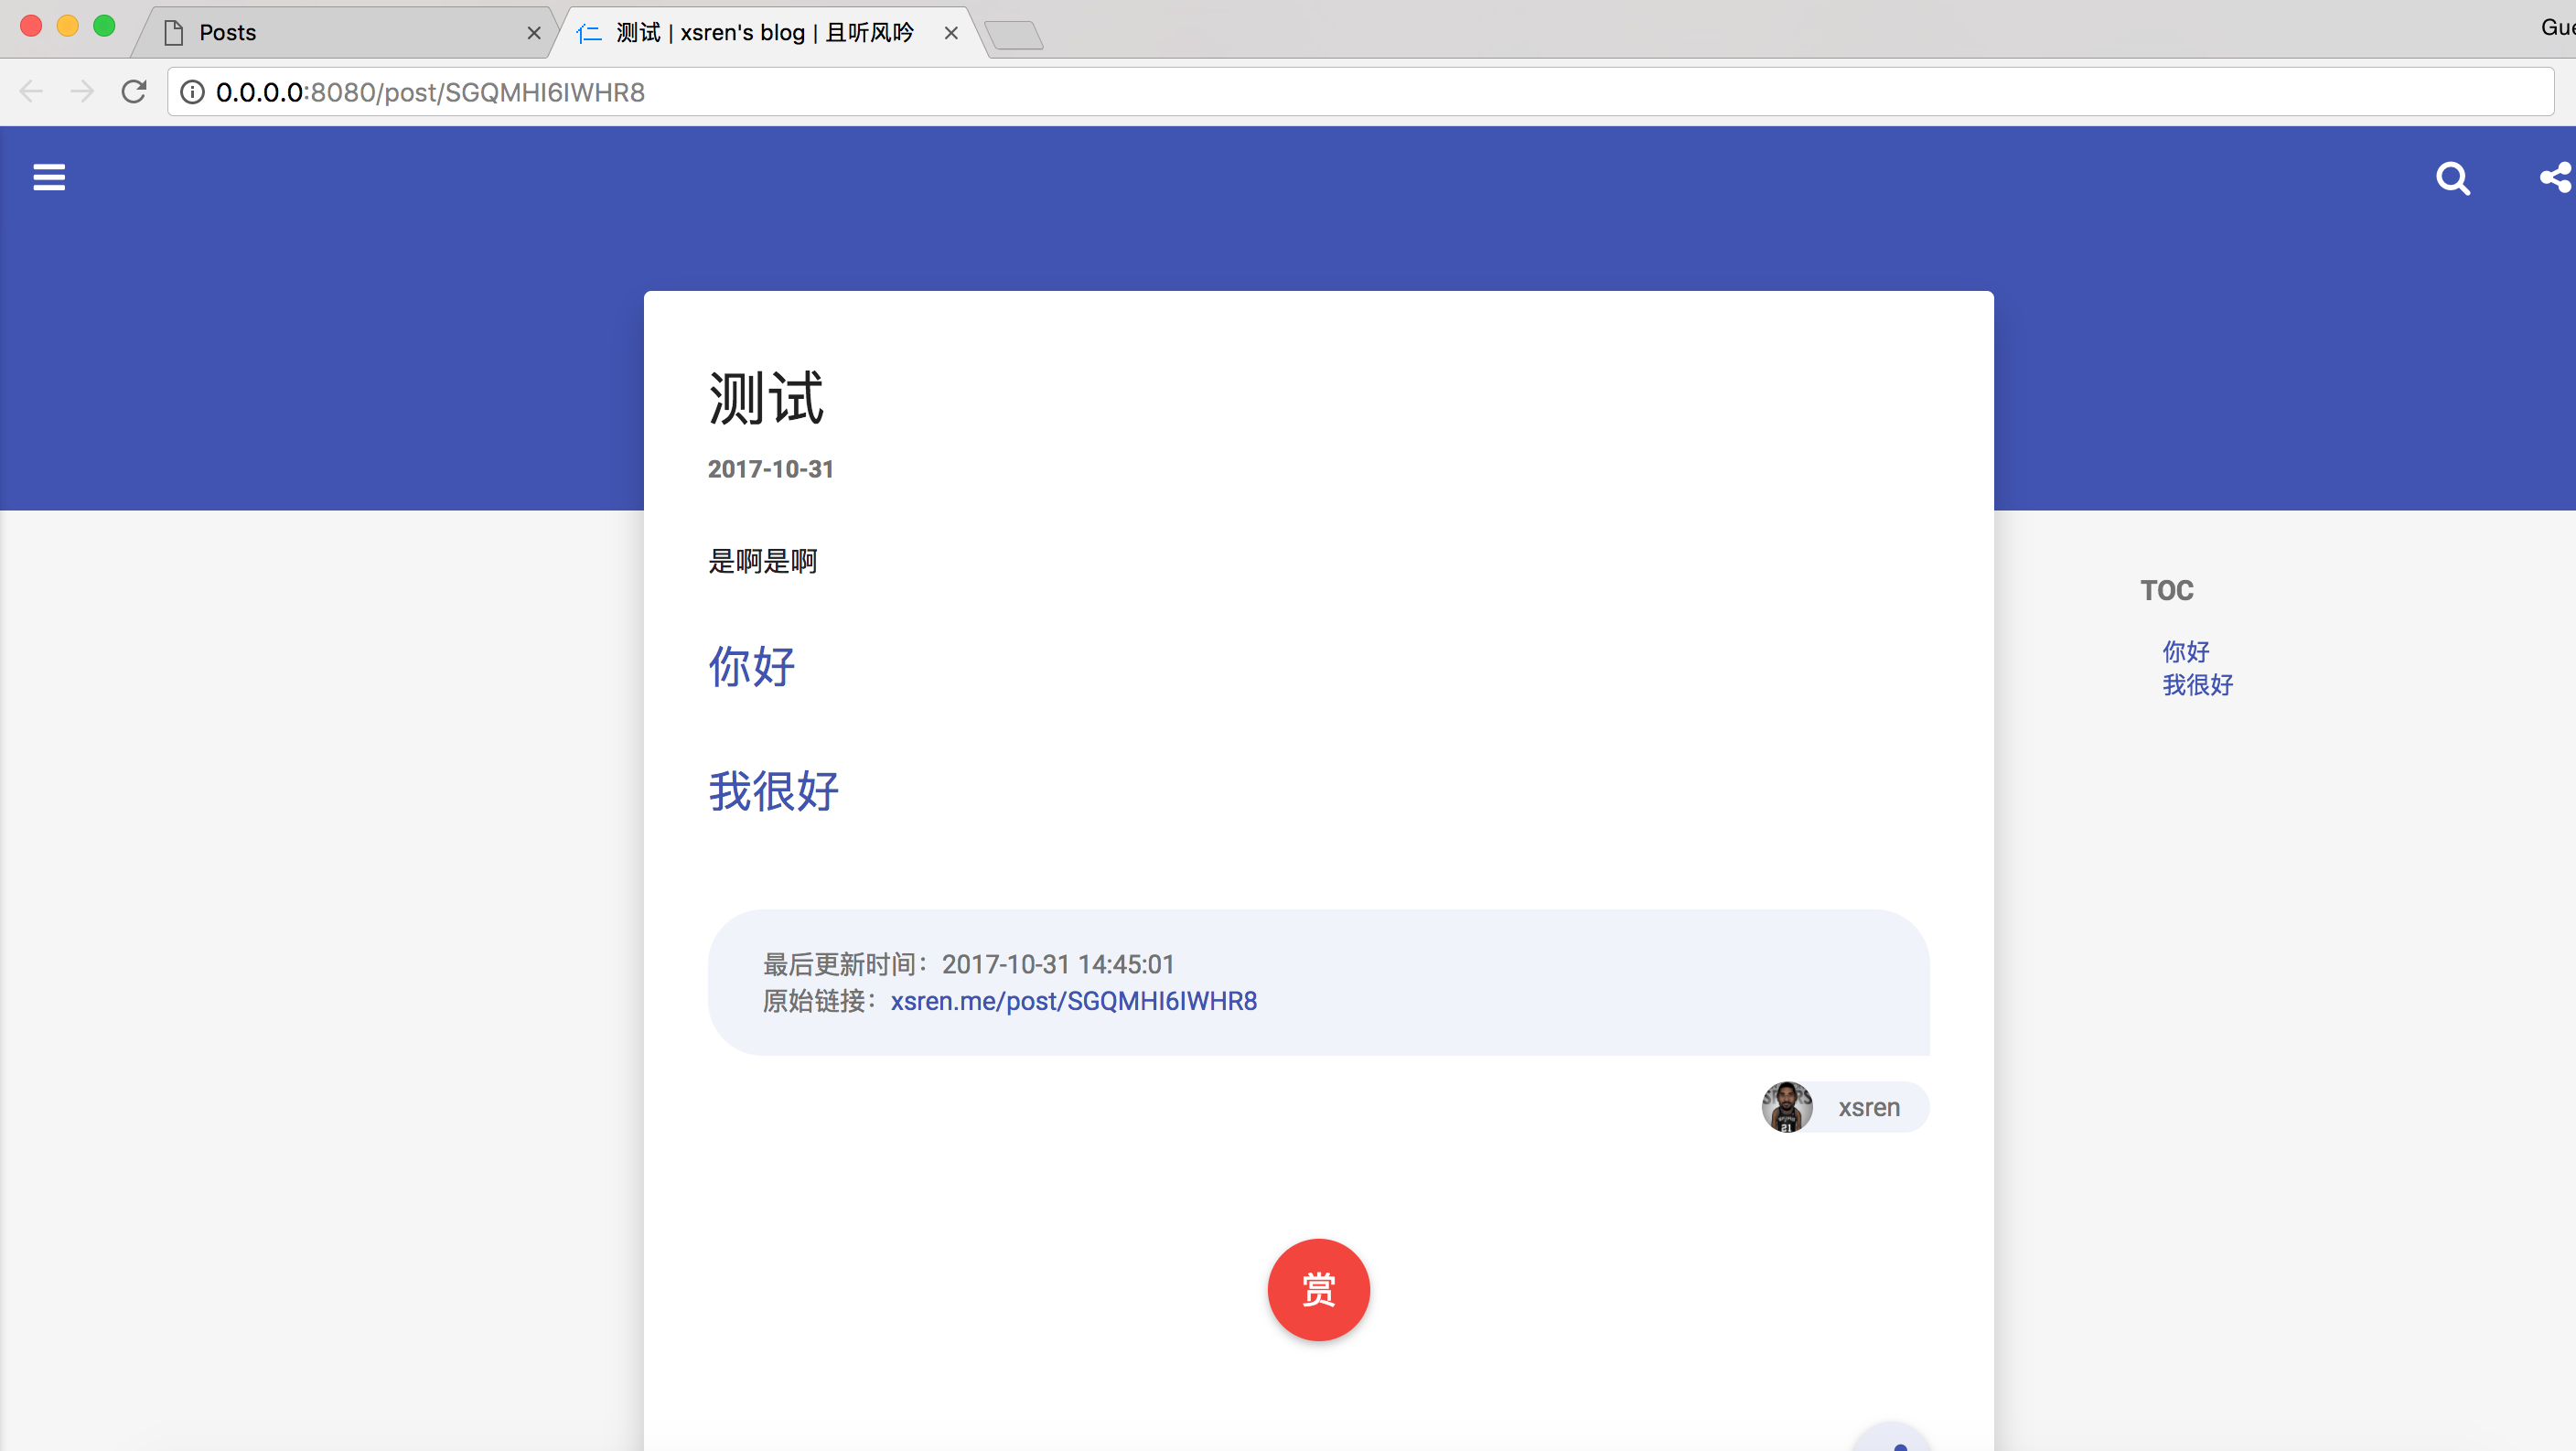 Posts
测试 | xsren's blog | 且听风吟
Gue
0.0.0.0:8080/post/SGQMHI6IWHR8
测试
2017-10-31
是啊是啊
你好
我很好
TOC
你好
我很好
最后更新时间：2017-10-31 14:45:01
原始链接：xsren.me/post/SGQMHI6IWHR8
21
xsren
赏